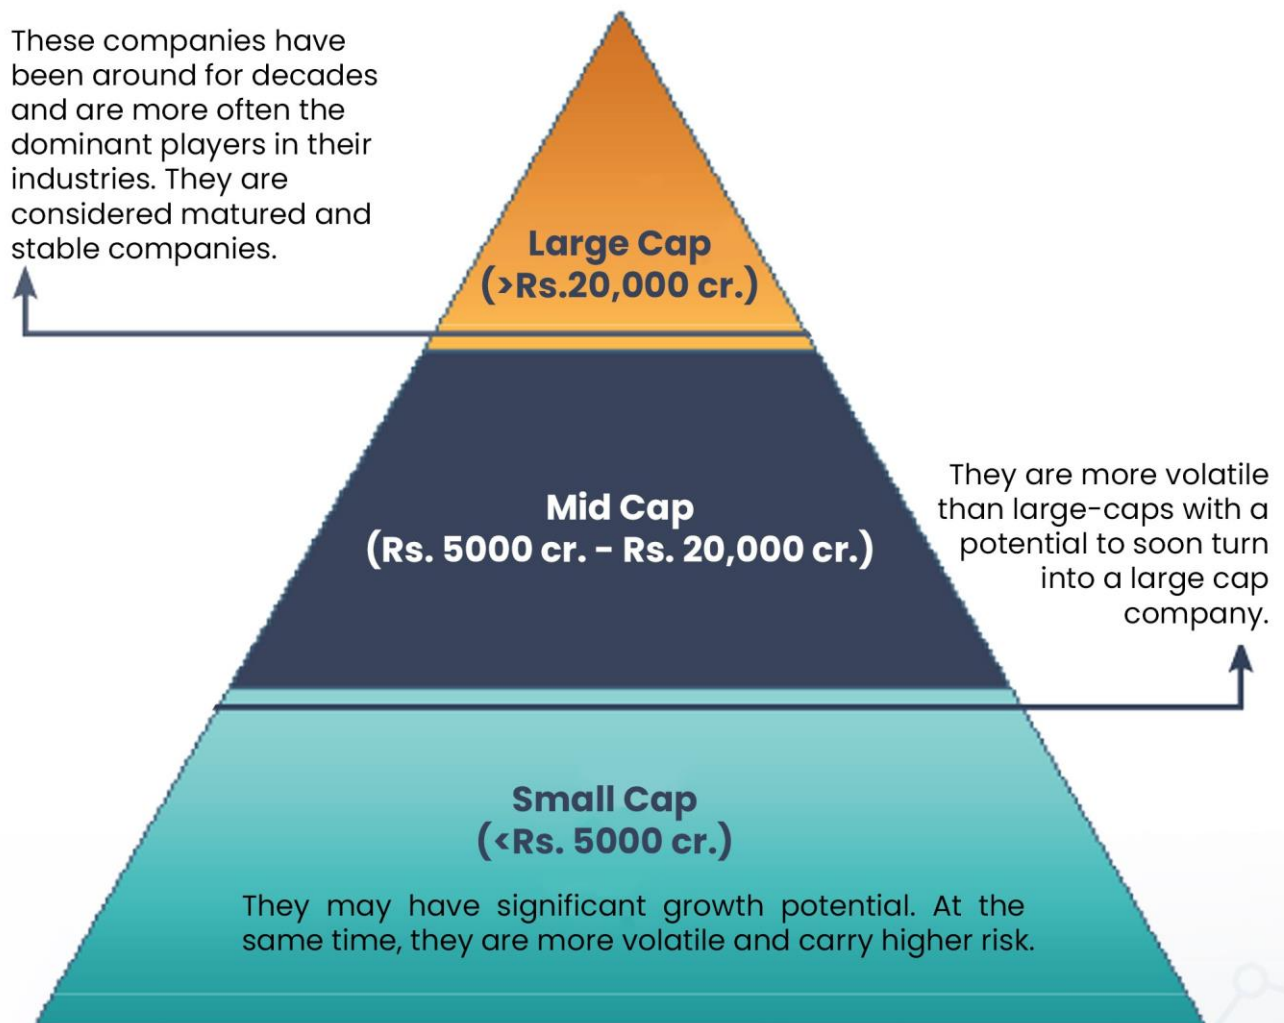 These companies have
been around for decades
and are more often the
dominant players in their
industries. They are
considered matured and
stable companies.
Large Cap
(>Rs.20,000 cr.)
Mid Cap
(Rs. 5000 cr. - Rs. 20,000 cr.)
They are more volatile
than large-caps with a
potential to soon turn
into a large cap
company.
Small Cap
(<Rs. 5000 cr.)
They may have significant growth potential. At the
same time, they are more volatile and carry higher risk.